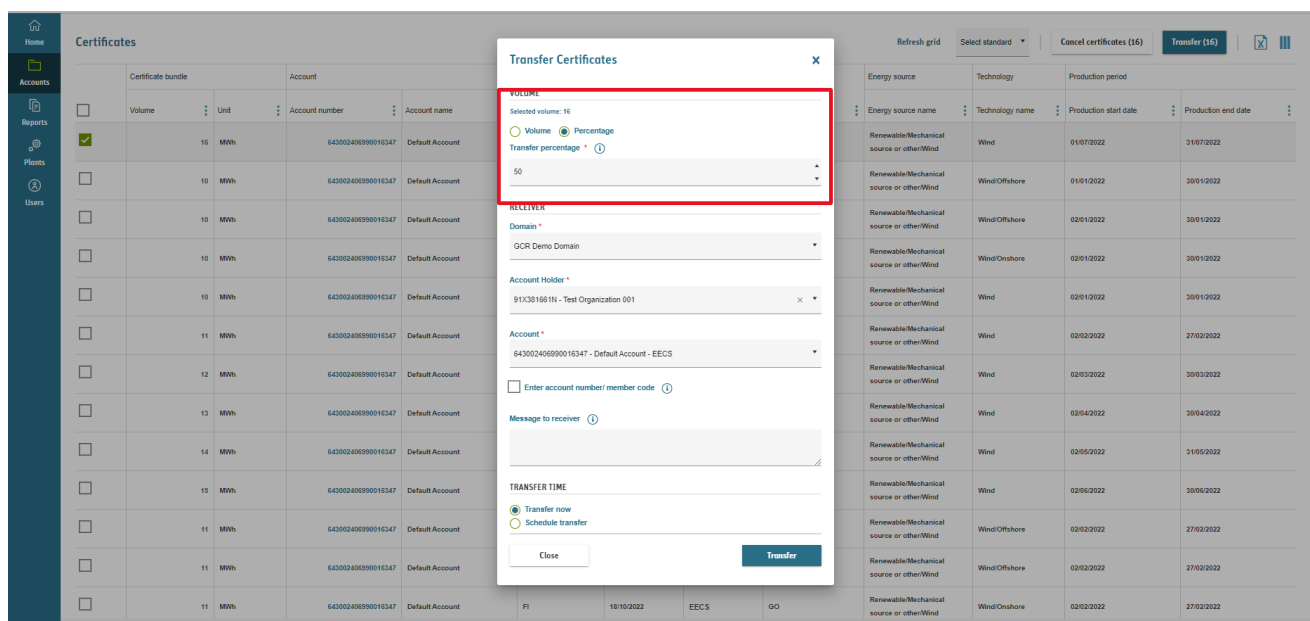 Home
Accounts
Reports
Plants
Users
Certificates
Refresh grid Select standard Cancel certificates (16) Transfer (16)
Certificate bundle Account Energy source Technology Production period
Volume Unit Account number Account name Energy source name Technology name Production start date Production end date
16 MWh 643002406990016347 Default Account Renewable/Mechanical source or other/Wind Wind 01/07/2022 31/07/2022
10 MWh 643002406990016347 Default Account Renewable/Mechanical source or other/Wind Wind/Offshore 01/01/2022 30/01/2022
10 MWh 643002406990016347 Default Account Renewable/Mechanical source or other/Wind Wind/Offshore 02/01/2022 30/01/2022
10 MWh 643002406990016347 Default Account Renewable/Mechanical source or other/Wind Wind/Onshore 02/01/2022 30/01/2022
10 MWh 643002406990016347 Default Account Renewable/Mechanical source or other/Wind Wind 02/01/2022 30/01/2022
11 MWh 643002406990016347 Default Account Renewable/Mechanical source or other/Wind Wind 02/02/2022 27/02/2022
12 MWh 643002406990016347 Default Account Renewable/Mechanical source or other/Wind Wind 02/03/2022 30/03/2022
13 MWh 643002406990016347 Default Account Renewable/Mechanical source or other/Wind Wind 02/04/2022 30/04/2022
14 MWh 643002406990016347 Default Account Renewable/Mechanical source or other/Wind Wind 02/05/2022 31/05/2022
15 MWh 643002406990016347 Default Account Renewable/Mechanical source or other/Wind Wind 02/06/2022 30/06/2022
11 MWh 643002406990016347 Default Account Renewable/Mechanical source or other/Wind Wind/Offshore 02/02/2022 27/02/2022
11 MWh 643002406990016347 Default Account Renewable/Mechanical source or other/Wind Wind/Offshore 02/02/2022 27/02/2022
11 MWh 643002406990016347 Default Account FI 18/10/2022 EECS GO Renewable/Mechanical source or other/Wind Wind/Onshore 02/02/2022 27/02/2022
Transfer Certificates
VOLUME
Selected volume: 16
Volume Percentage
Transfer percentage *
50
RECEIVER
Domain *
GCR Demo Domain
Account Holder *
91X381661N - Test Organization 001
Account *
643002406990016347 - Default Account - EECS
Enter account number/ member code
Message to receiver
TRANSFER TIME
Transfer now
Schedule transfer
Close Transfer